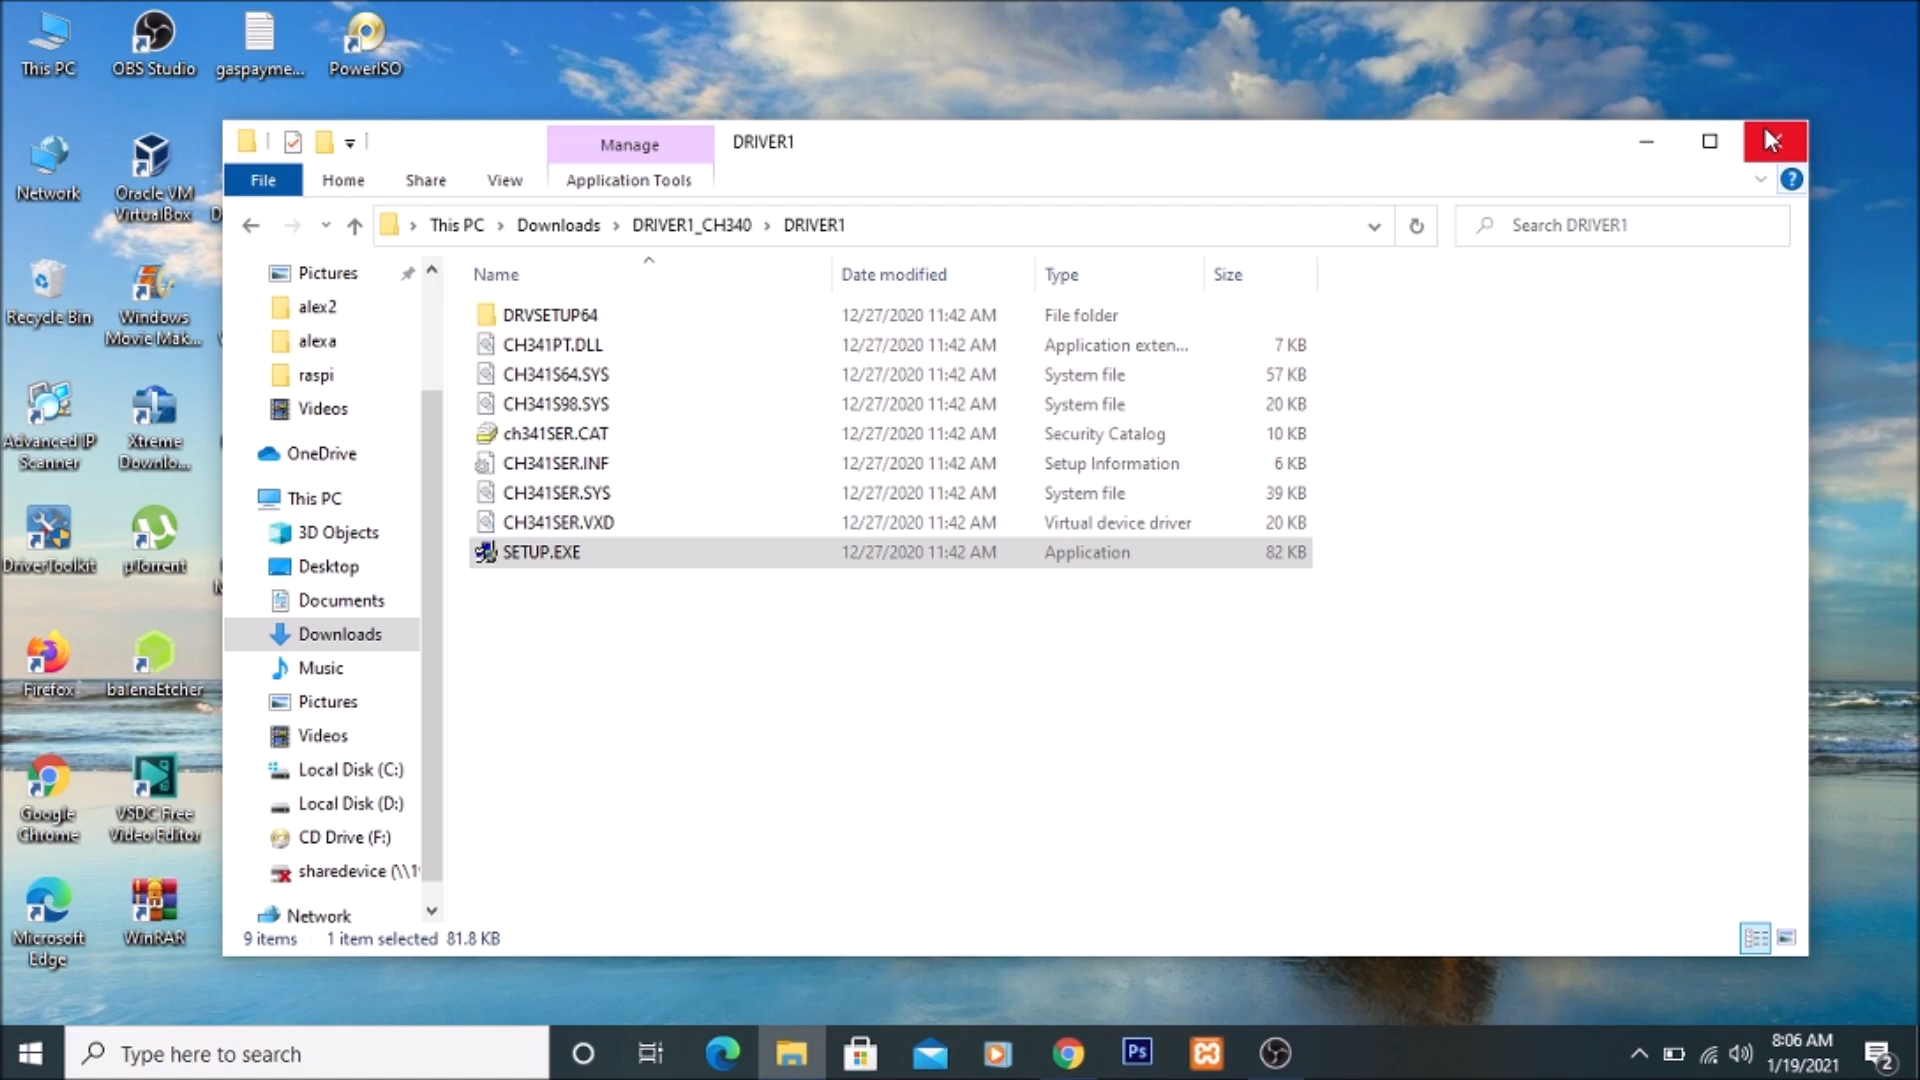 This PC
OBS Studio
gaspayme...
PowerISO
Network
Oracle VM
VirtualBox
Recycle Bin
Windows
Movie Mak...
Advanced IP
Scanner
Xtreme
Downlo...
DriverToolkit
µTorrent
Firefox
balenaEtcher
Google
Chrome
VSDC Free
Video Editor
Microsoft
Edge
WinRAR
Manage
DRIVER1
File
Home
Share
View
Application Tools
?
This PC > Downloads > DRIVER1_CH340 > DRIVER1
Search DRIVER1
Pictures
alex2
alexa
raspi
Videos
OneDrive
This PC
3D Objects
Desktop
Documents
Downloads
Music
Pictures
Videos
Local Disk (C:)
Local Disk (D:)
CD Drive (F:)
sharedevice (\\1
Network
Name Date modified Type Size
DRVSETUP64 12/27/2020 11:42 AM File folder
CH341PT.DLL 12/27/2020 11:42 AM Application exten... 7 KB
CH341S64.SYS 12/27/2020 11:42 AM System file 57 KB
CH341S98.SYS 12/27/2020 11:42 AM System file 20 KB
ch341SER.CAT 12/27/2020 11:42 AM Security Catalog 10 KB
CH341SER.INF 12/27/2020 11:42 AM Setup Information 6 KB
CH341SER.SYS 12/27/2020 11:42 AM System file 39 KB
CH341SER.VXD 12/27/2020 11:42 AM Virtual device driver 20 KB
SETUP.EXE 12/27/2020 11:42 AM Application 82 KB
9 items 1 item selected 81.8 KB
Type here to search
Ps
8:06 AM
1/19/2021
2